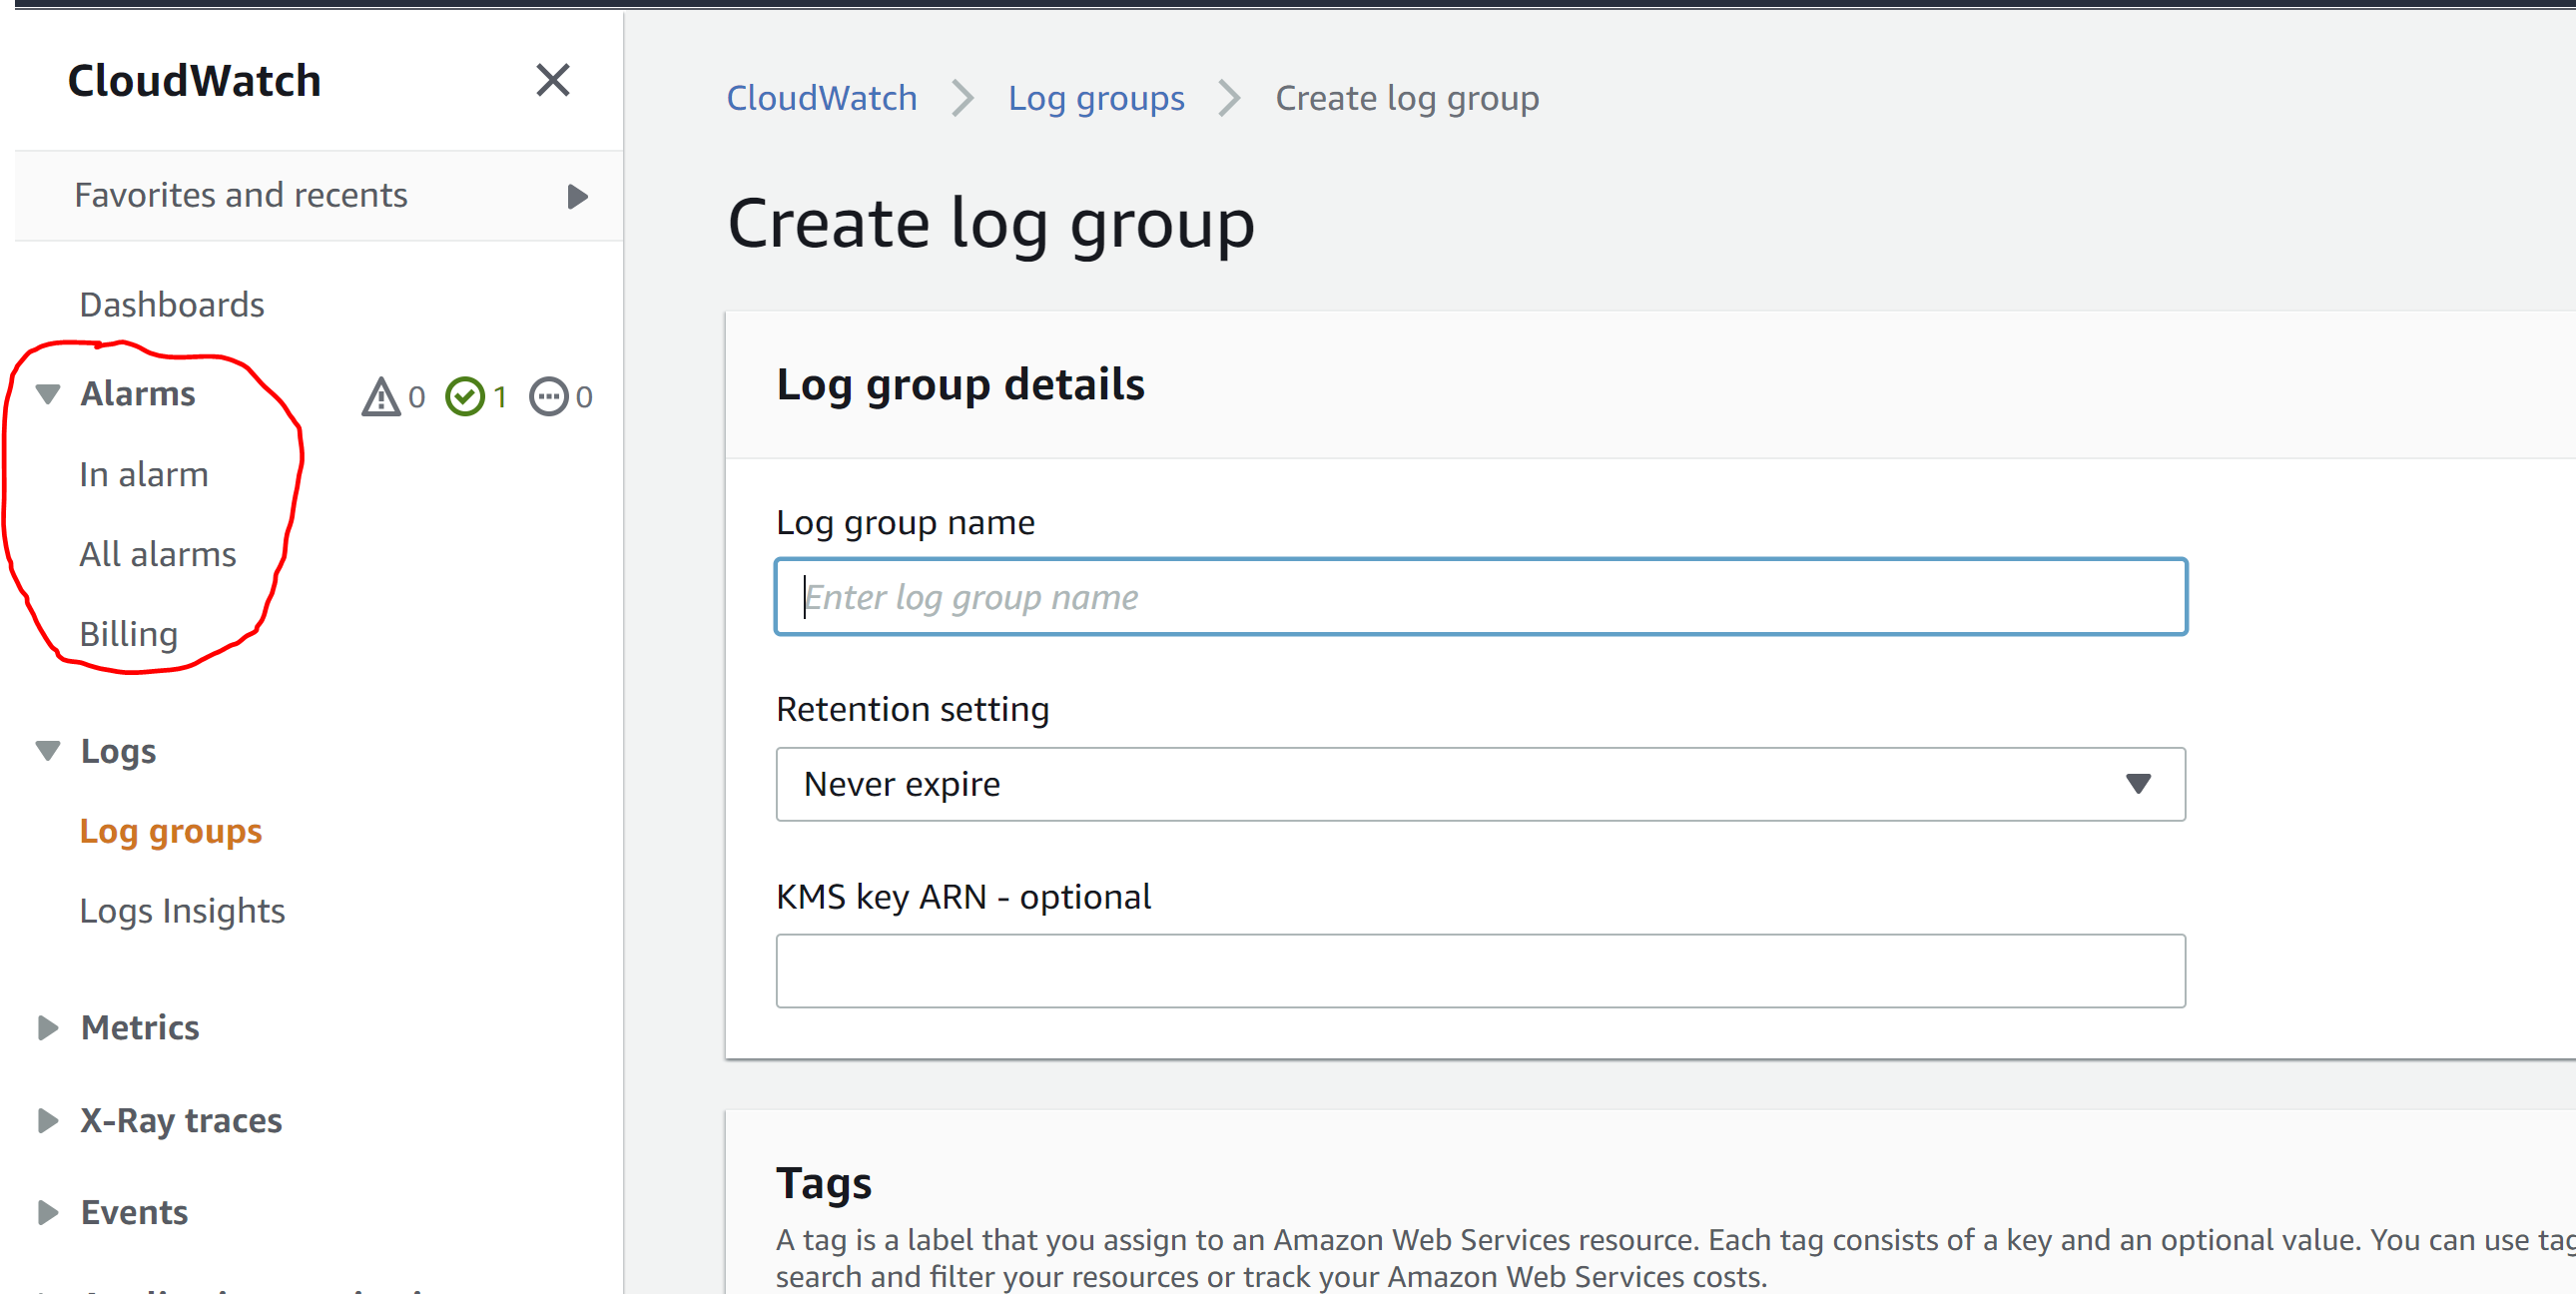 CloudWatch
Favorites and recents
Dashboards
Alarms 0 1 0
In alarm
All alarms
Billing
Logs
Log groups
Logs Insights
Metrics
X-Ray traces
Events
CloudWatch Log groups Create log group
Create log group
Log group details
Log group name
Enter log group name
Retention setting
Never expire
KMS key ARN - optional
Tags
A tag is a label that you assign to an Amazon Web Services resource. Each tag consists of a key and an optional value. You can use
search and filter your resources or track your Amazon Web Services costs.